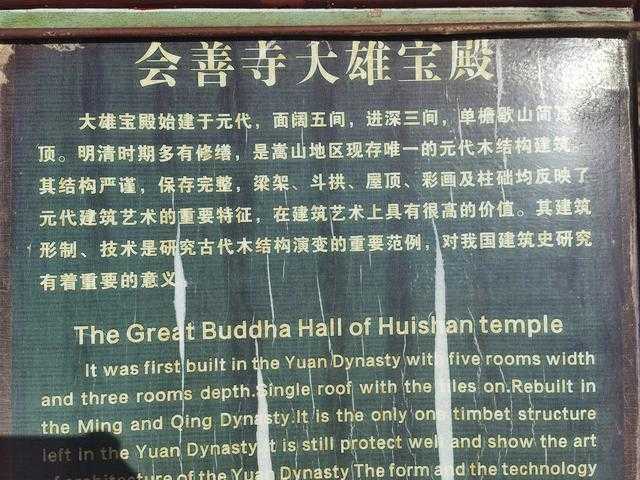 会善寺大雄宝殿
大雄宝殿始建于元代，面阔五间，进深三间，单檐歇山筒瓦
顶。明清时期多有修缮，是嵩山地区现存唯一的元代木结构建筑。
其结构严谨，保存完整，梁架、斗拱、屋顶、彩画及柱础均反映了
元代建筑艺术的重要特征，在建筑艺术上具有很高的价值。其建筑
形制、技术是研究古代木结构演变的重要范例，对我国建筑史研究
有着重要的意义。
The Great Buddha Hall of Huishan temple
It was first built in the Yuan Dynasty with five rooms width
and three rooms depth.Single roof with the tiles on.Rebuilt in
the Ming and Qing Dynasty.It is the only one timbet structure
left in the Yuan Dynasty.It is still protect well and show the art
of architecture of the Yuan Dynasty The form and the technology